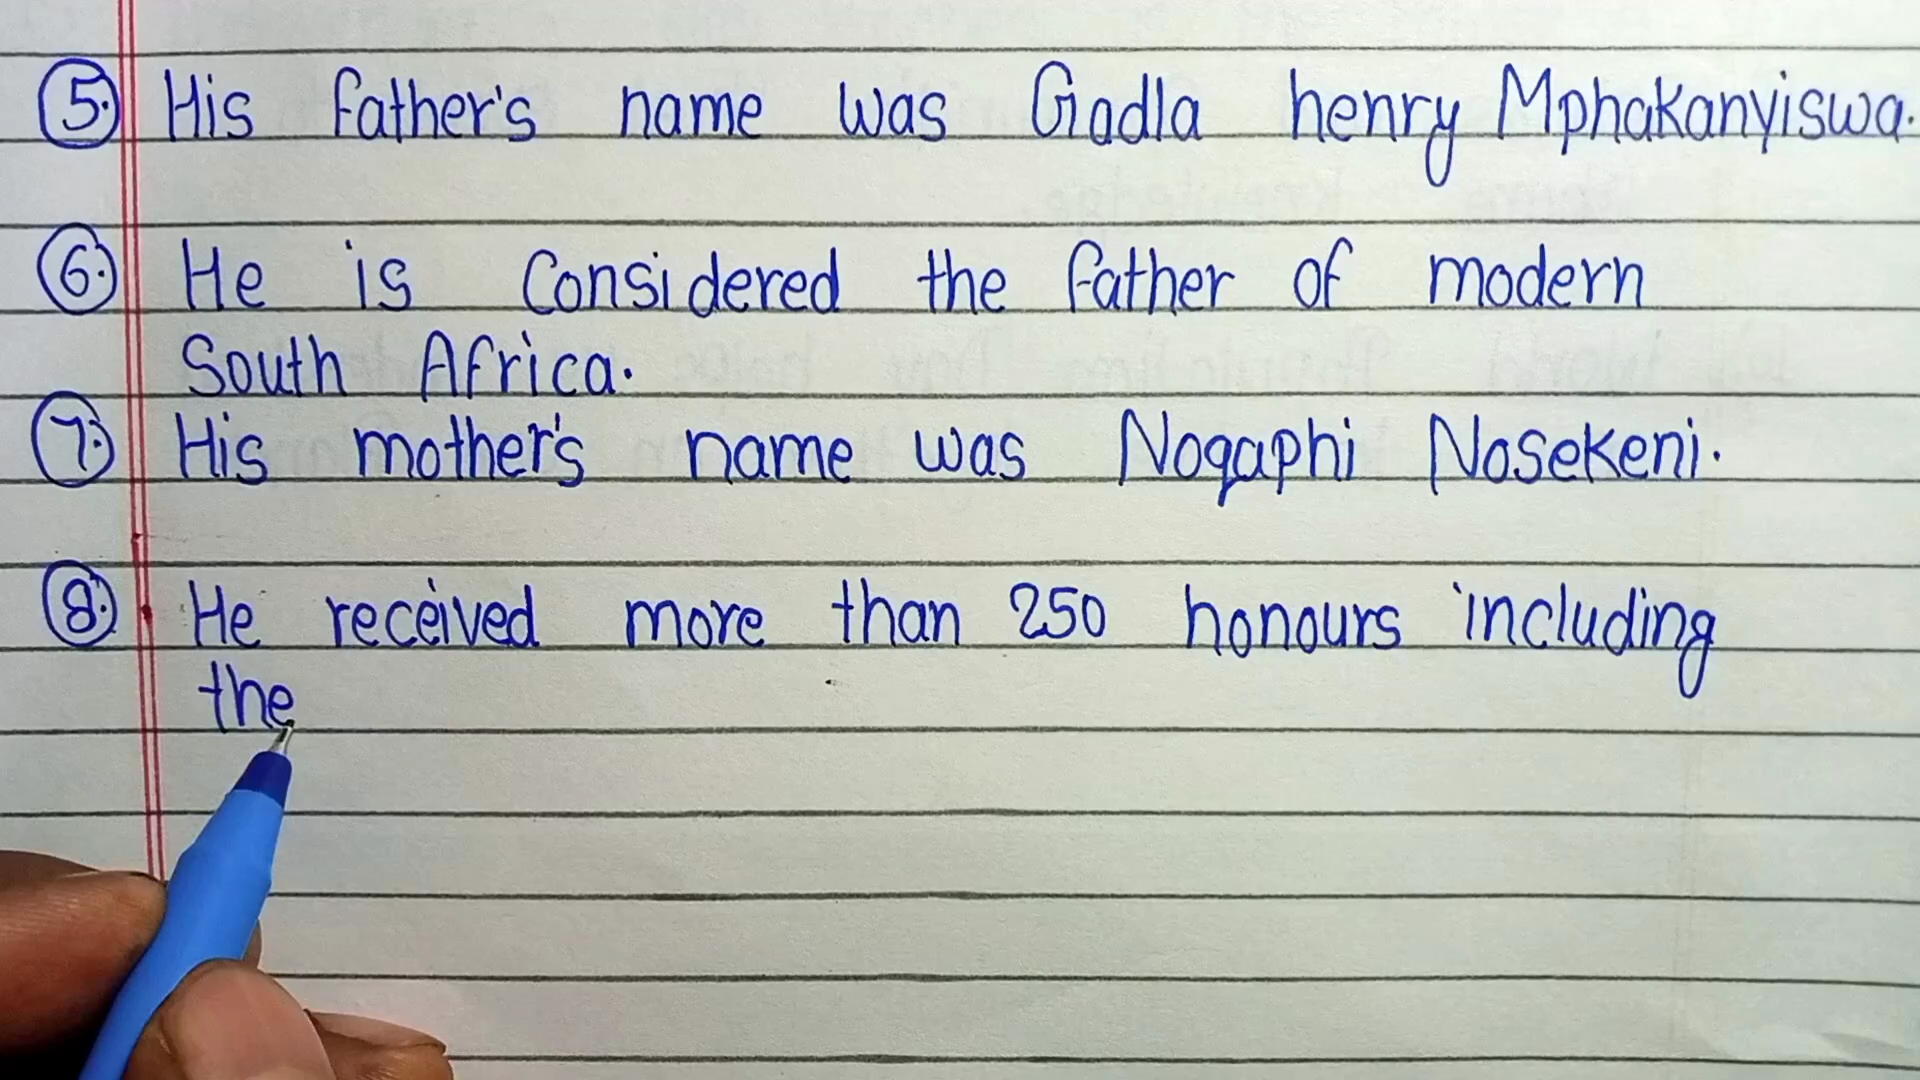 5. His father's name was Gadla henry Mphakanyiswa.
6. He is Considered the father of modern
South Africa.
7. His mother's name was Noqaphi Nosekeni.
8. He received more than 250 honours including
the